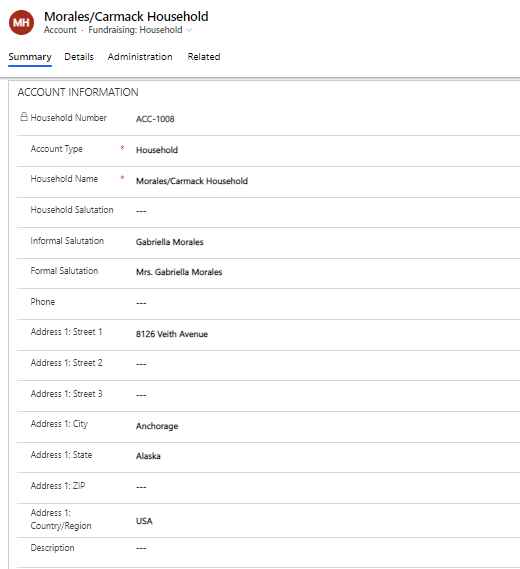 MH
Morales/Carmack Household
Account · Fundraising: Household
Summary Details Administration Related
ACCOUNT INFORMATION
Household Number ACC-1008
Account Type * Household
Household Name * Morales/Carmack Household
Household Salutation ---
Informal Salutation Gabriella Morales
Formal Salutation Mrs. Gabriella Morales
Phone ---
Address 1: Street 1 8126 Veith Avenue
Address 1: Street 2 ---
Address 1: Street 3 ---
Address 1: City Anchorage
Address 1: State Alaska
Address 1: ZIP ---
Address 1:
Country/Region USA
Description ---